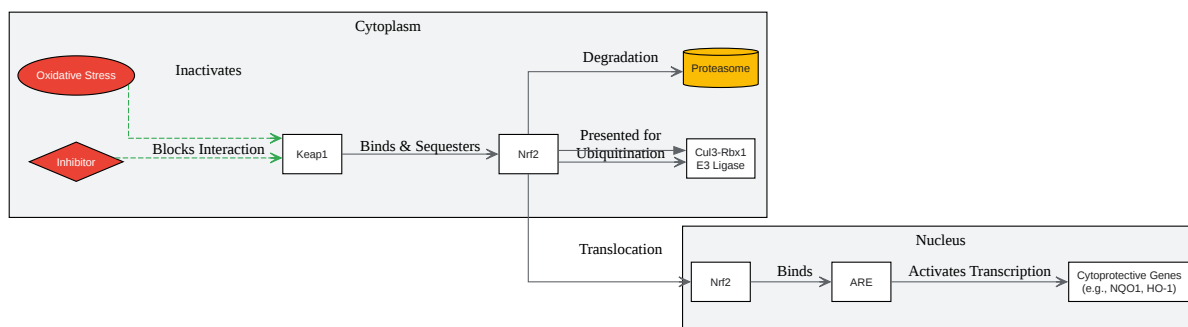 Cytoplasm
Oxidative Stress
Inactivates
Degradation
Proteasome
Inhibitor
Blocks Interaction
Keap1
Binds & Sequesters
Nrf2
Presented for
Ubiquitination
Cul3-Rbx1
E3 Ligase
Translocation
Nucleus
Nrf2
Binds
ARE
Activates Transcription
Cytoprotective Genes
(e.g., NQO1, HO-1)